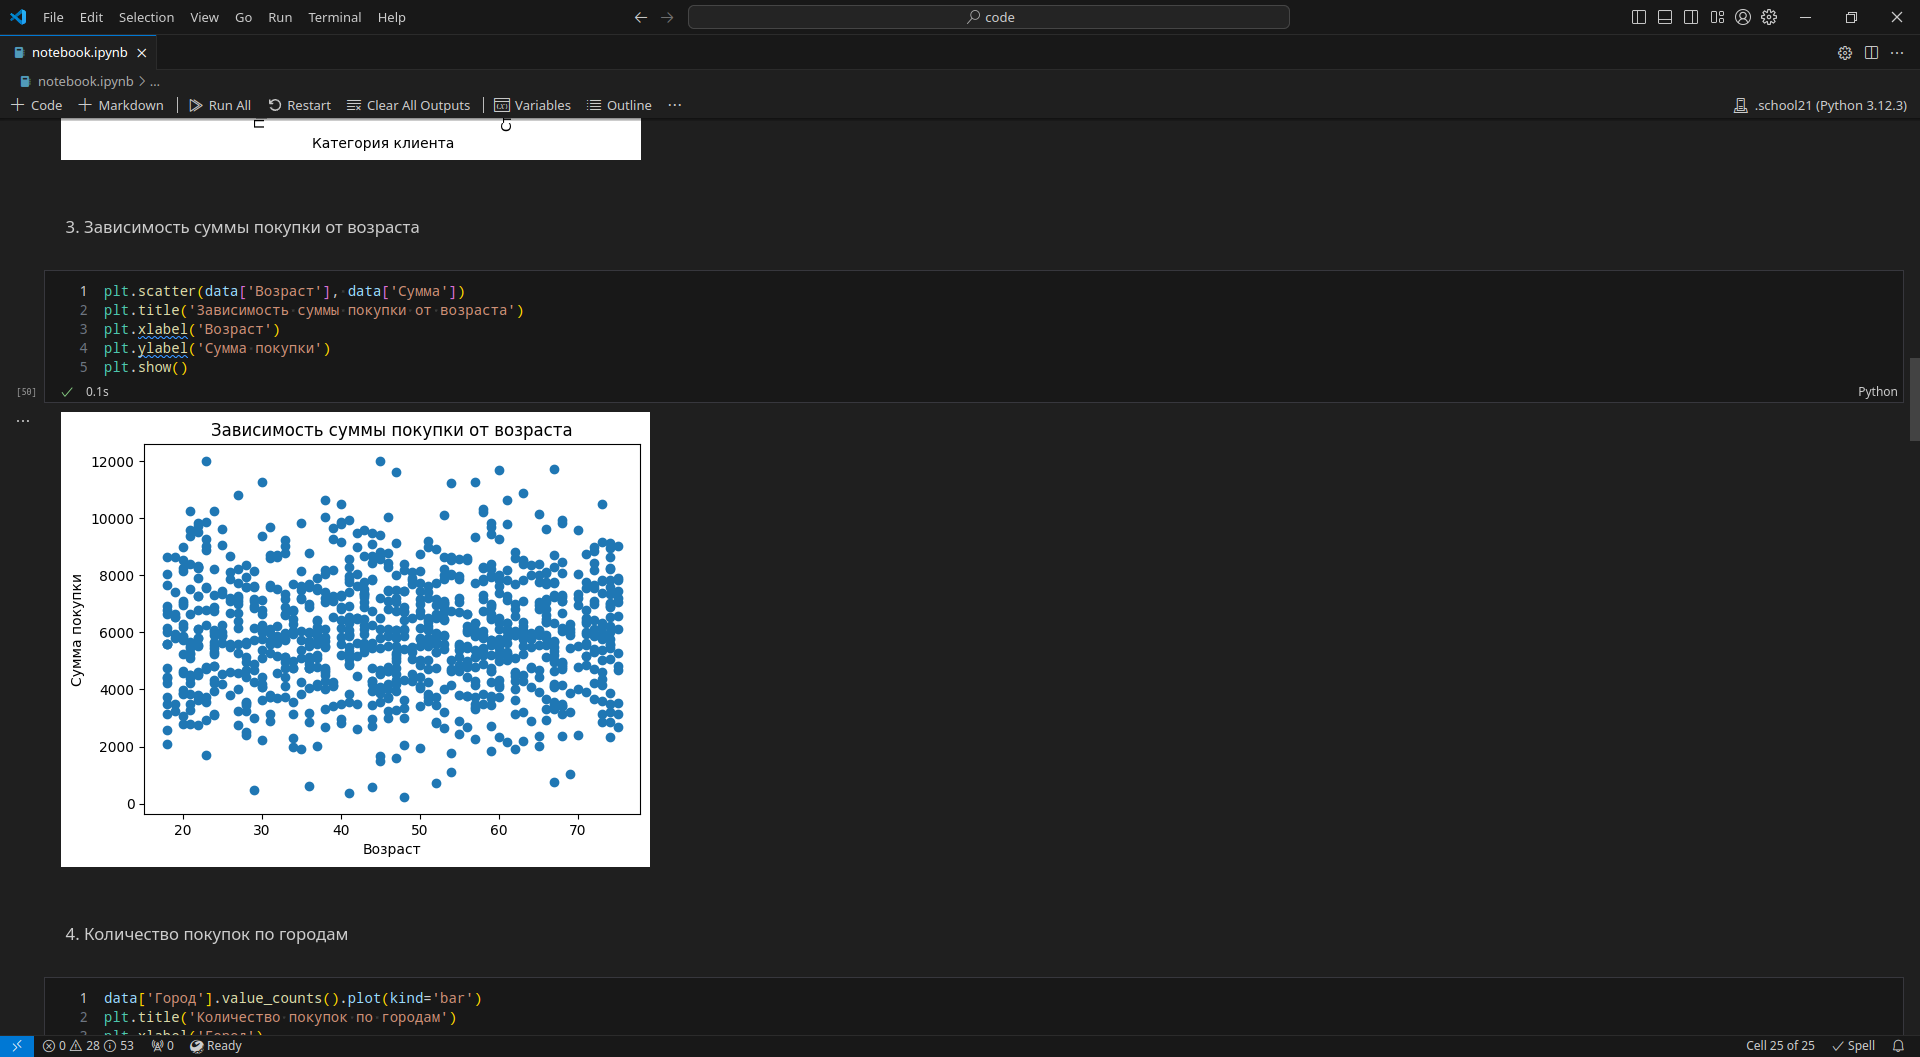 File Edit Selection View Go Run Terminal Help
code
notebook.ipynb
notebook.ipynb > ...
Code Markdown Run All Restart Clear All Outputs Variables Outline ...
.school21 (Python 3.12.3)
П Ст
Категория клиента
3. Зависимость суммы покупки от возраста
1 plt.scatter(data['Возраст'], data['Сумма'])
2 plt.title('Зависимость суммы покупки от возраста')
3 plt.xlabel('Возраст')
4 plt.ylabel('Сумма покупки')
5 plt.show()
[50] 0.1s
Python
...
Зависимость суммы покупки от возраста
12000
10000
8000
6000
4000
2000
0
Сумма покупки
20 30 40 50 60 70
Возраст
4. Количество покупок по городам
1 data['Город'].value_counts().plot(kind='bar')
2 plt.title('Количество покупок по городам')
3 plt.xlabel('Город')
0 28 53 0 Ready
Cell 25 of 25 Spell